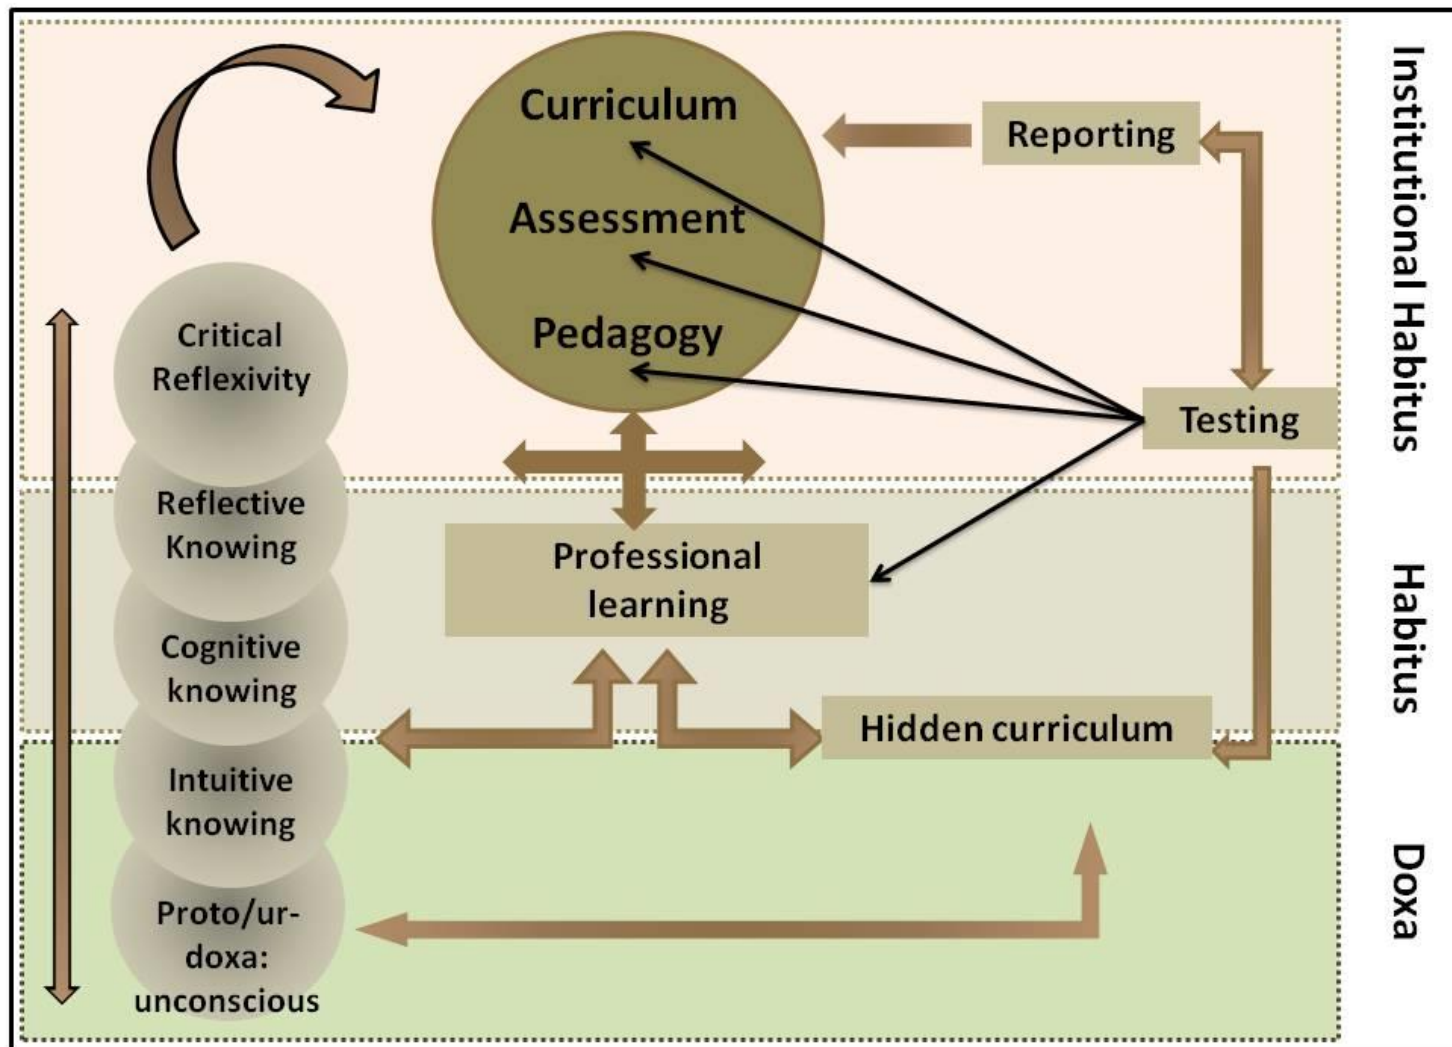 Curriculum
Assessment
Pedagogy
Reporting
Testing
Institutional Habitus
Critical
Reflexivity
Reflective
Knowing
Professional
learning
Habitus
Cognitive
knowing
Hidden curriculum
Intuitive
knowing
Doxa
Proto/ur-
doxa:
unconscious